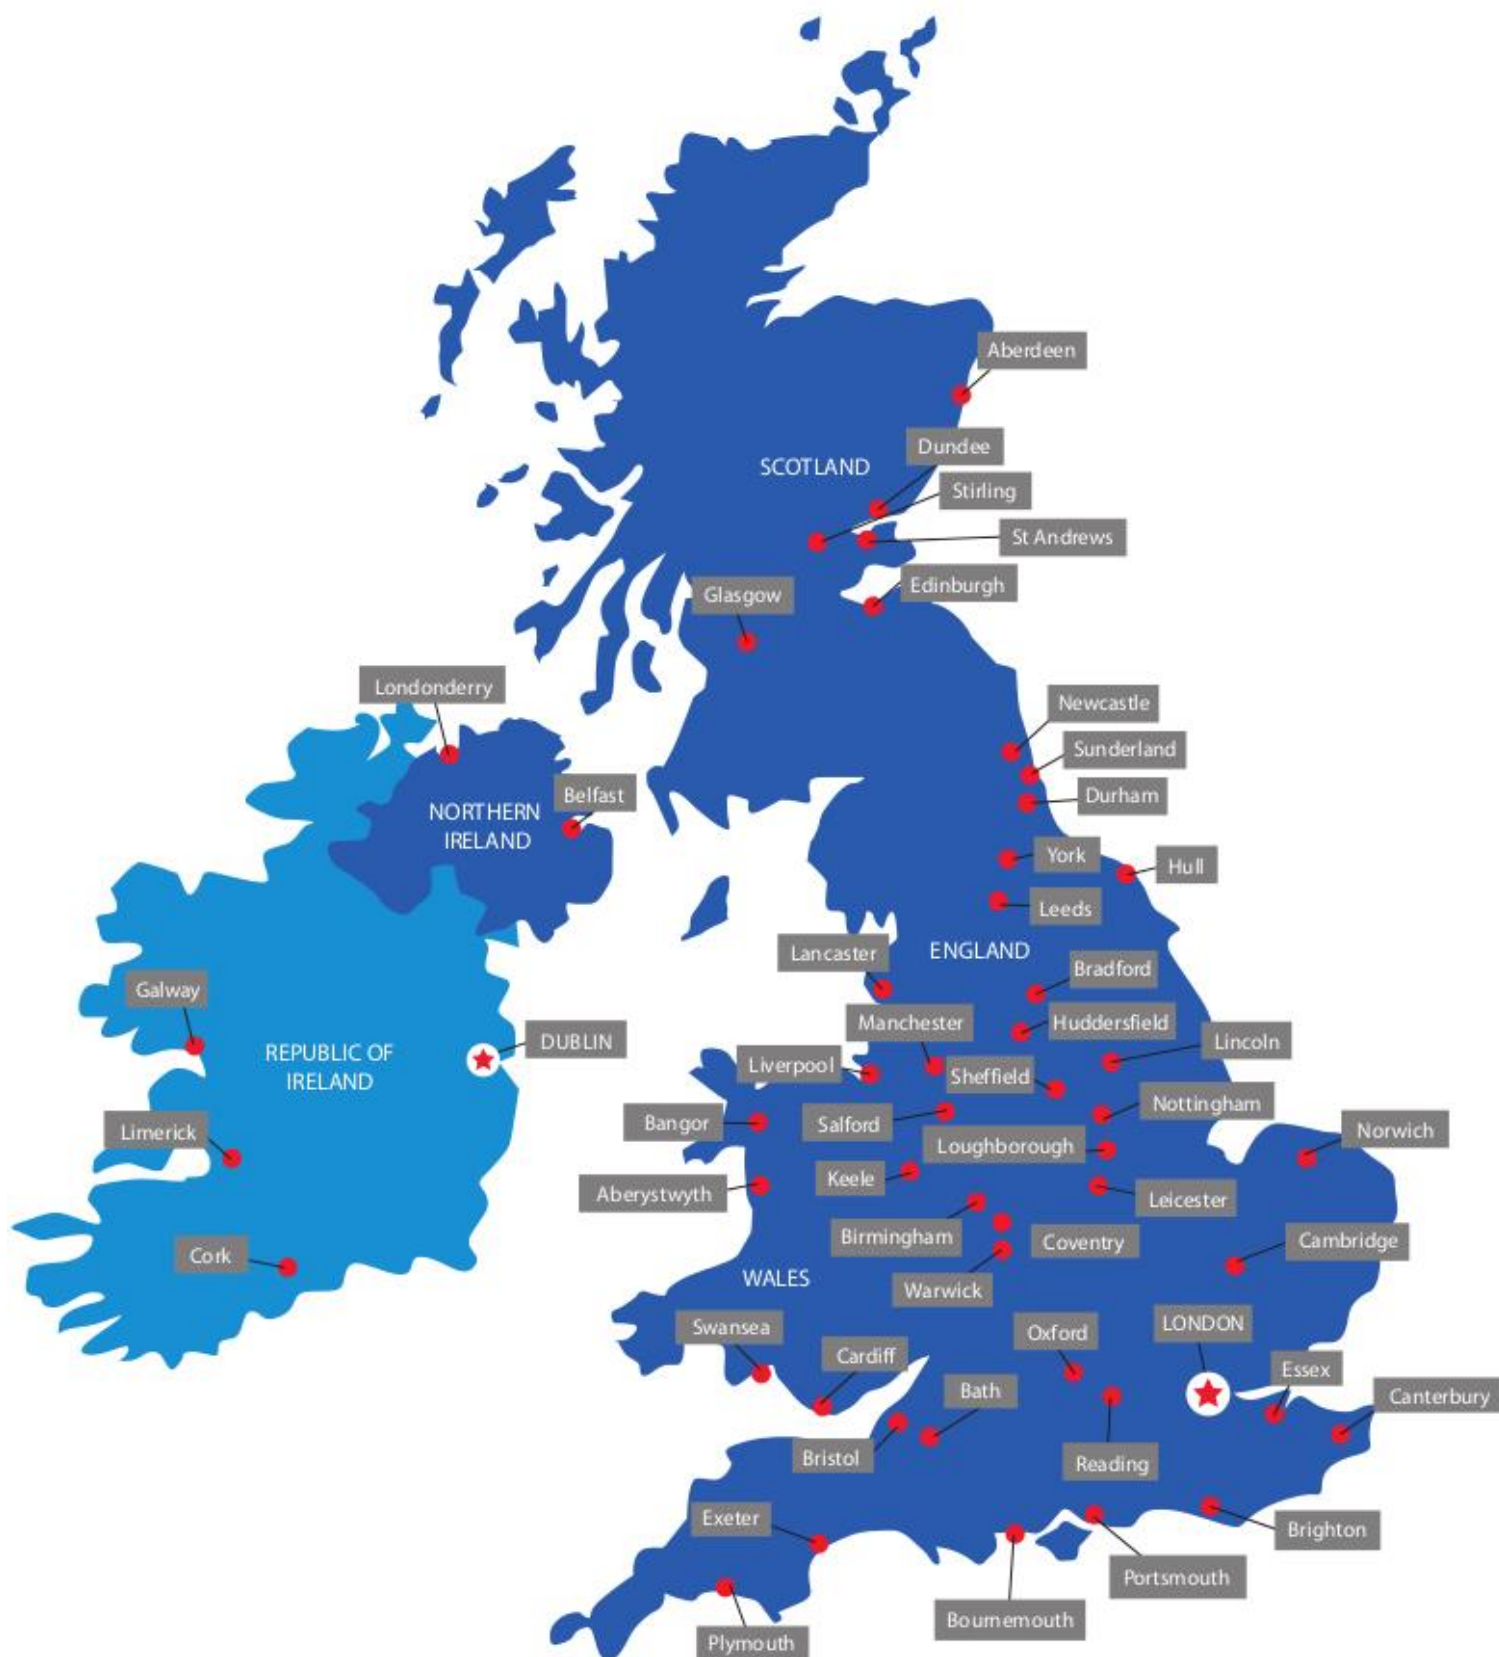 Aberdeen
Dundee
SCOTLAND
Stirling
St Andrews
Edinburgh
Glasgow
Londonderry
Newcastle
Sunderland
Durham
Belfast
NORTHERN
IRELAND
York
Hull
Leeds
ENGLAND
Lancaster
Bradford
Galway
Manchester
Huddersfield
DUBLIN
Lincoln
REPUBLIC OF
IRELAND
Liverpool
Sheffield
Nottingham
Bangor
Salford
Limerick
Norwich
Loughborough
Keele
Aberystwyth
Leicester
Birmingham
Coventry
Cambridge
Cork
WALES
Warwick
Swansea
Oxford
LONDON
Cardiff
Essex
Bath
Canterbury
Bristol
Reading
Exeter
Brighton
Portsmouth
Bournemouth
Plymouth